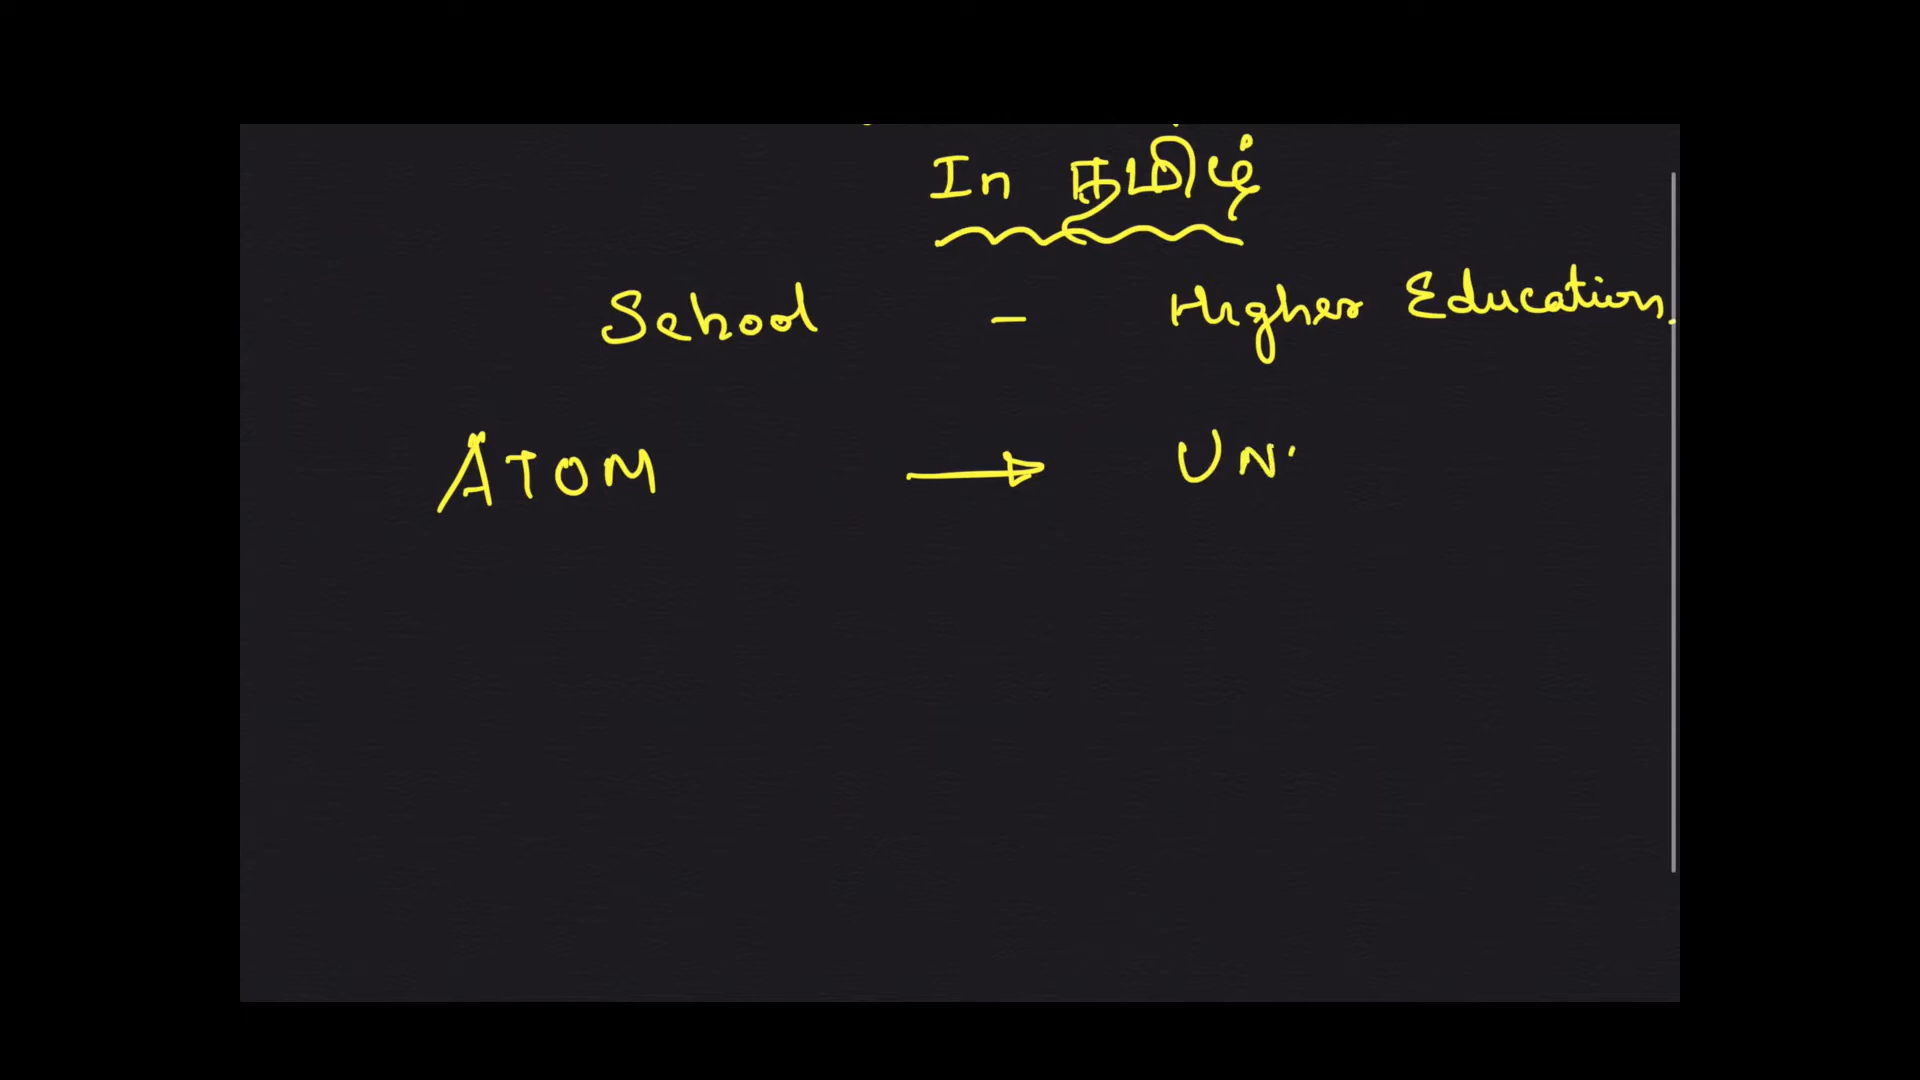 In தமிழ்
School - Higher Education.
ATOM → UN